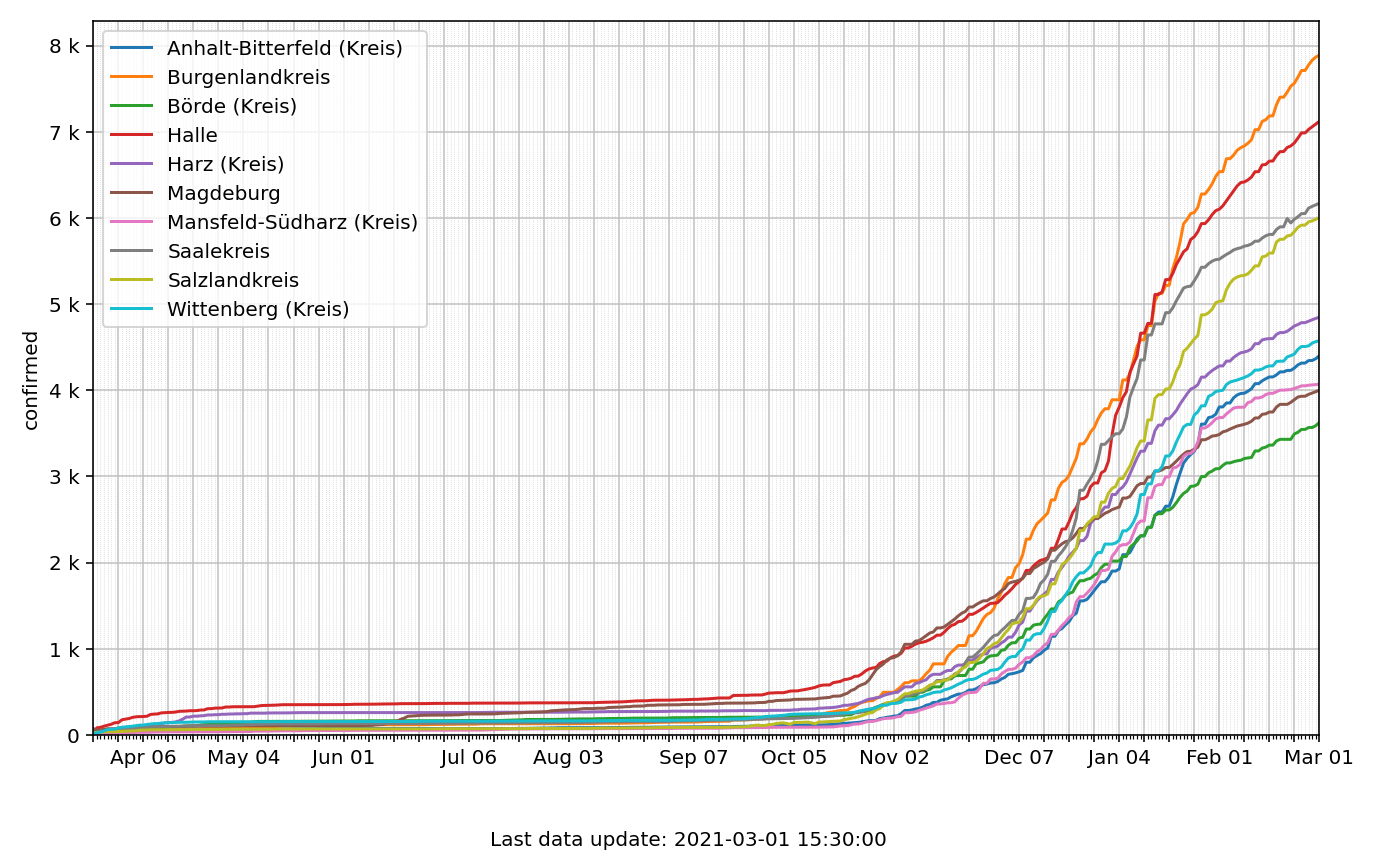 8 k
7 k
6 k
5 k
4 k
3 k
2 k
1 k
0
confirmed
Anhalt-Bitterfeld (Kreis)
Burgenlandkreis
Börde (Kreis)
Halle
Harz (Kreis)
Magdeburg
Mansfeld-Südharz (Kreis)
Saalekreis
Salzlandkreis
Wittenberg (Kreis)
Apr 06 May 04 Jun 01 Jul 06 Aug 03 Sep 07 Oct 05 Nov 02 Dec 07 Jan 04 Feb 01 Mar 01
Last data update: 2021-03-01 15:30:00